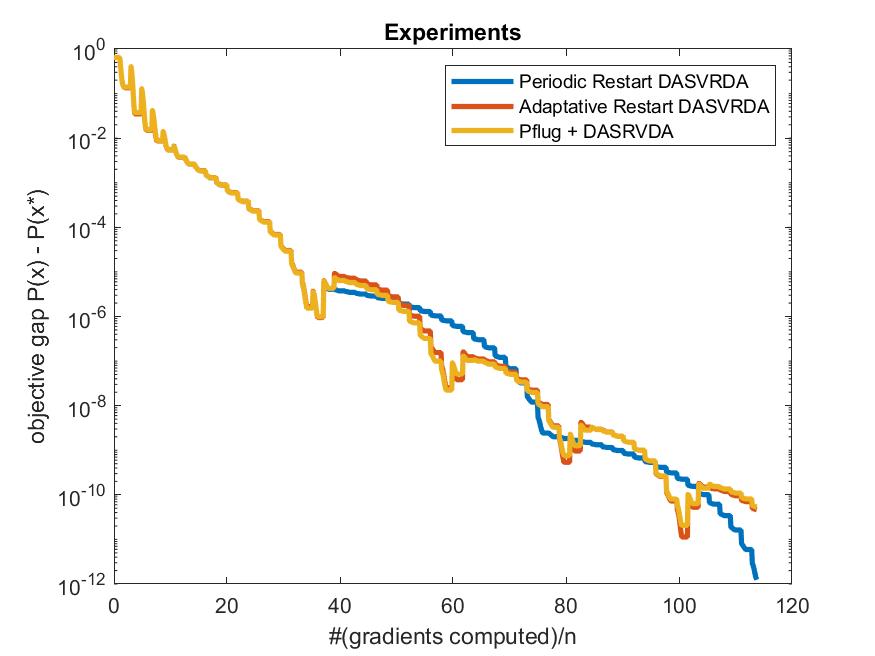 Experiments
Periodic Restart DASVRDA
Adaptative Restart DASVRDA
Pflug + DASRVDA
objective gap P(x) - P(x*)
10^0
10^-2
10^-4
10^-6
10^-8
10^-10
10^-12
0 20 40 60 80 100 120
#(gradients computed)/n